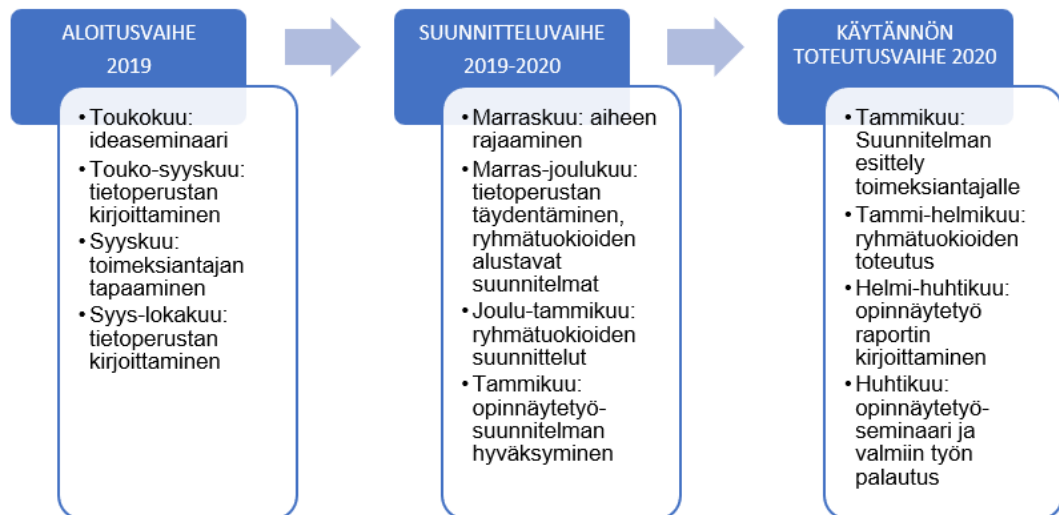 ALOITUSVAIHE
2019
• Toukokuu:
ideaseminaari
• Touko-syyskuu:
tietoperustan
kirjoittaminen
• Syyskuu:
toimeksiantajan
tapaaminen
• Syys-lokakuu:
tietoperustan
kirjoittaminen
SUUNNITTELUVAIHE
2019-2020
• Marraskuu: aiheen
rajaaminen
• Marras-joulukuu:
tietoperustan
täydentäminen,
ryhmätuokioiden
alustavat
suunnitelmat
• Joulu-tammikuu:
ryhmätuokioiden
suunnittelut
• Tammikuu:
opinnäytetyö-
suunnitelman
hyväksyminen
KÄYTÄNNÖN
TOTEUTUSVAIHE 2020
• Tammikuu:
Suunnitelman
esittely
toimeksiantajalle
• Tammi-helmikuu:
ryhmätuokioiden
toteutus
• Helmi-huhtikuu:
opinnäytetyö
raportin
kirjoittaminen
• Huhtikuu:
opinnäytetyö-
seminaari ja
valmiin työn
palautus